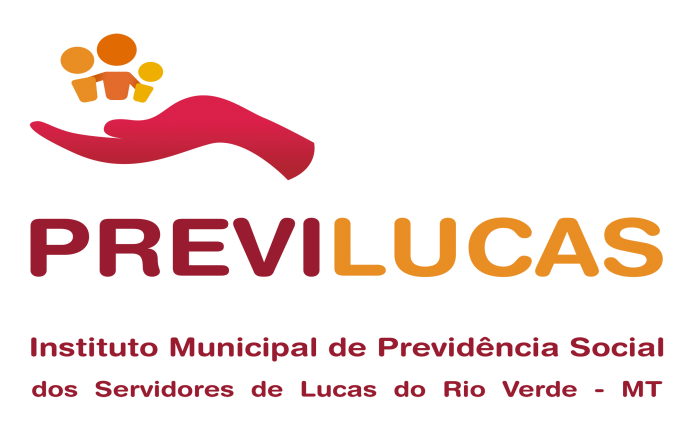 PREVILUCAS
Instituto Municipal de Previdência Social
dos Servidores de Lucas do Rio Verde - MT